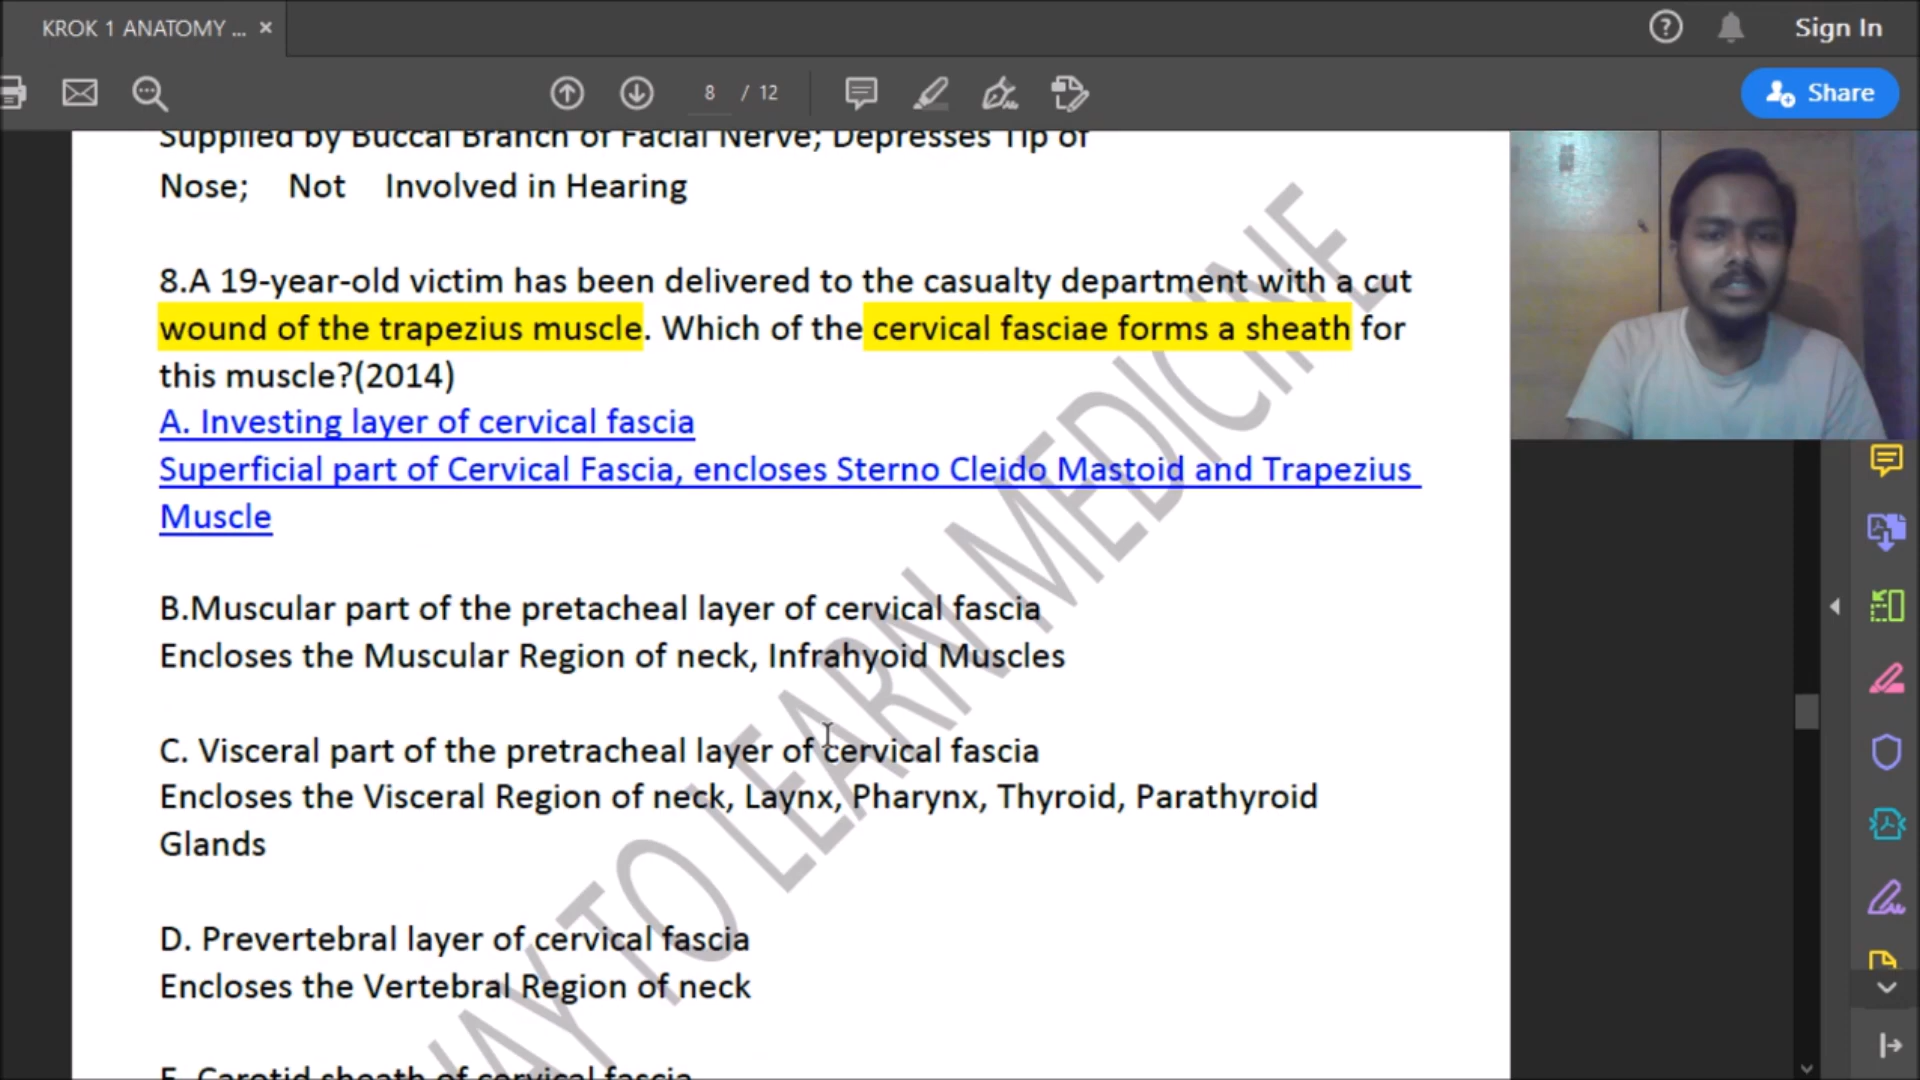 KROK 1 ANATOMY ... ×
Sign In
8 / 12
Share
Supplied by Buccal Branch of Facial Nerve; Depresses Tip of
Nose; Not Involved in Hearing
8.A 19-year-old victim has been delivered to the casualty department with a cut
wound of the trapezius muscle. Which of the cervical fasciae forms a sheath for
this muscle?(2014)
A. Investing layer of cervical fascia
Superficial part of Cervical Fascia, encloses Sterno Cleido Mastoid and Trapezius
Muscle
B.Muscular part of the pretacheal layer of cervical fascia
Encloses the Muscular Region of neck, Infrahyoid Muscles
C. Visceral part of the pretracheal layer of cervical fascia
Encloses the Visceral Region of neck, Laynx, Pharynx, Thyroid, Parathyroid
Glands
D. Prevertebral layer of cervical fascia
Encloses the Vertebral Region of neck
E. Carotid sheath of cervical fascia
WAY TO LEARN MEDICINE